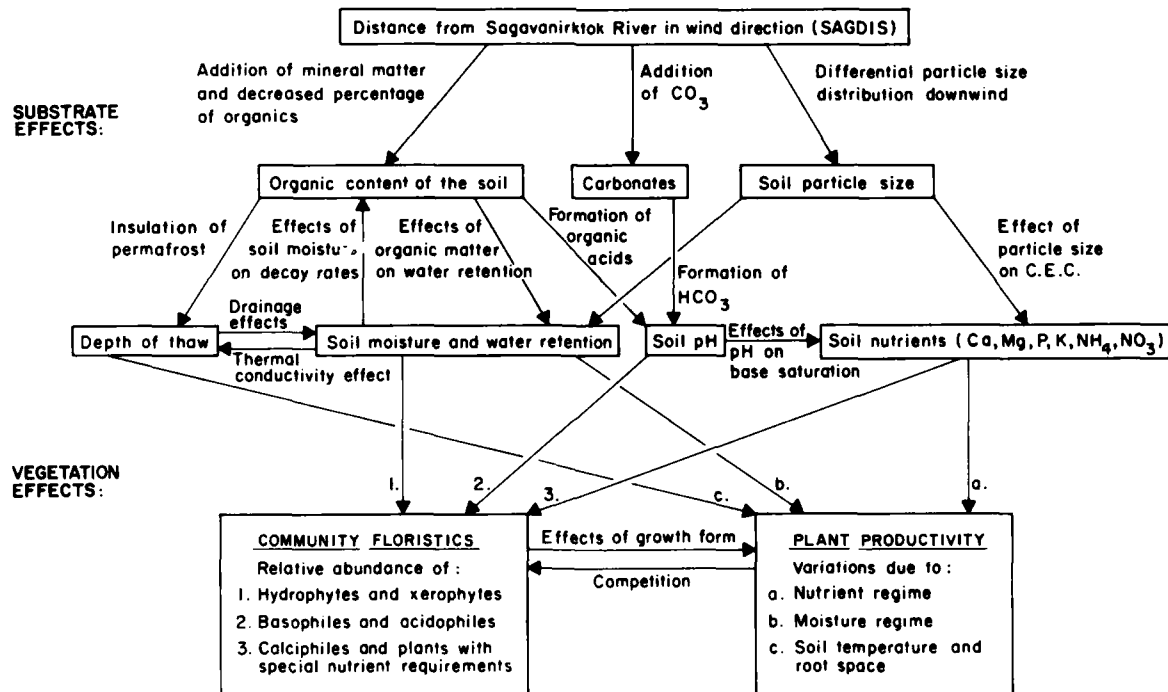 Distance from Sagavanirktok River in wind direction (SAGDIS)
Addition of mineral matter
and decreased percentage
of organics
Addition
of CO3
Differential particle size
distribution downwind
SUBSTRATE
EFFECTS:
Organic content of the soil
Carbonates
Soil particle size
Insulation of
permafrost
Effects of
soil moistu
on decay rates
Effects of
organic matter
on water retention
Formation of
organic
acids
Formation of
HCO3
Effect of
particle size
on C.E.C.
Drainage
effects
Depth of thaw
Thermal
conductivity effect
Soil moisture and water retention
Soil pH
Effects of
pH on
base saturation
Soil nutrients (Ca, Mg, P, K, NH4, NO3)
VEGETATION
EFFECTS:
1.
2.
3.
c.
b.
a.
COMMUNITY FLORISTICS
Relative abundance of:
1. Hydrophytes and xerophytes
2. Basophiles and acidophiles
3. Calciphiles and plants with
special nutrient requirements
Effects of growth form
Competition
PLANT PRODUCTIVITY
Variations due to:
a. Nutrient regime
b. Moisture regime
c. Soil temperature and
root space